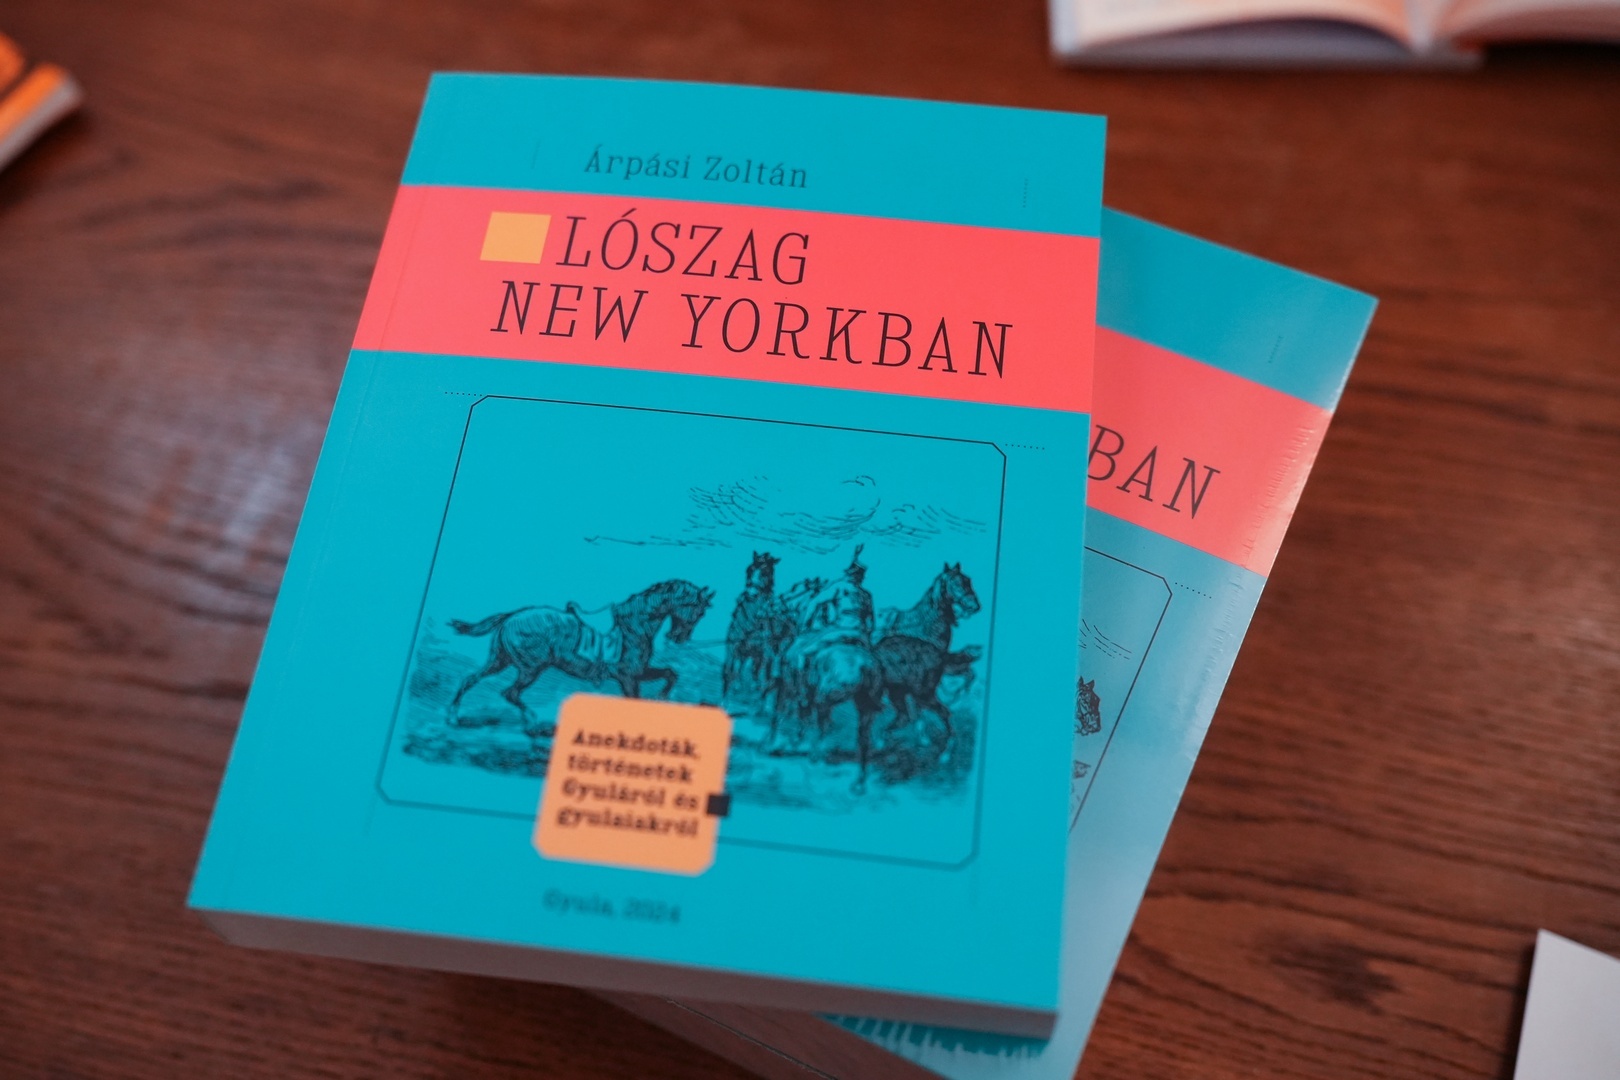 Árpási Zoltán
LÓSZAG
NEW YORKBAN
Anekdoták,
történetek
Gyuláról és
gyulaiakról
Gyula, 2024
BAN